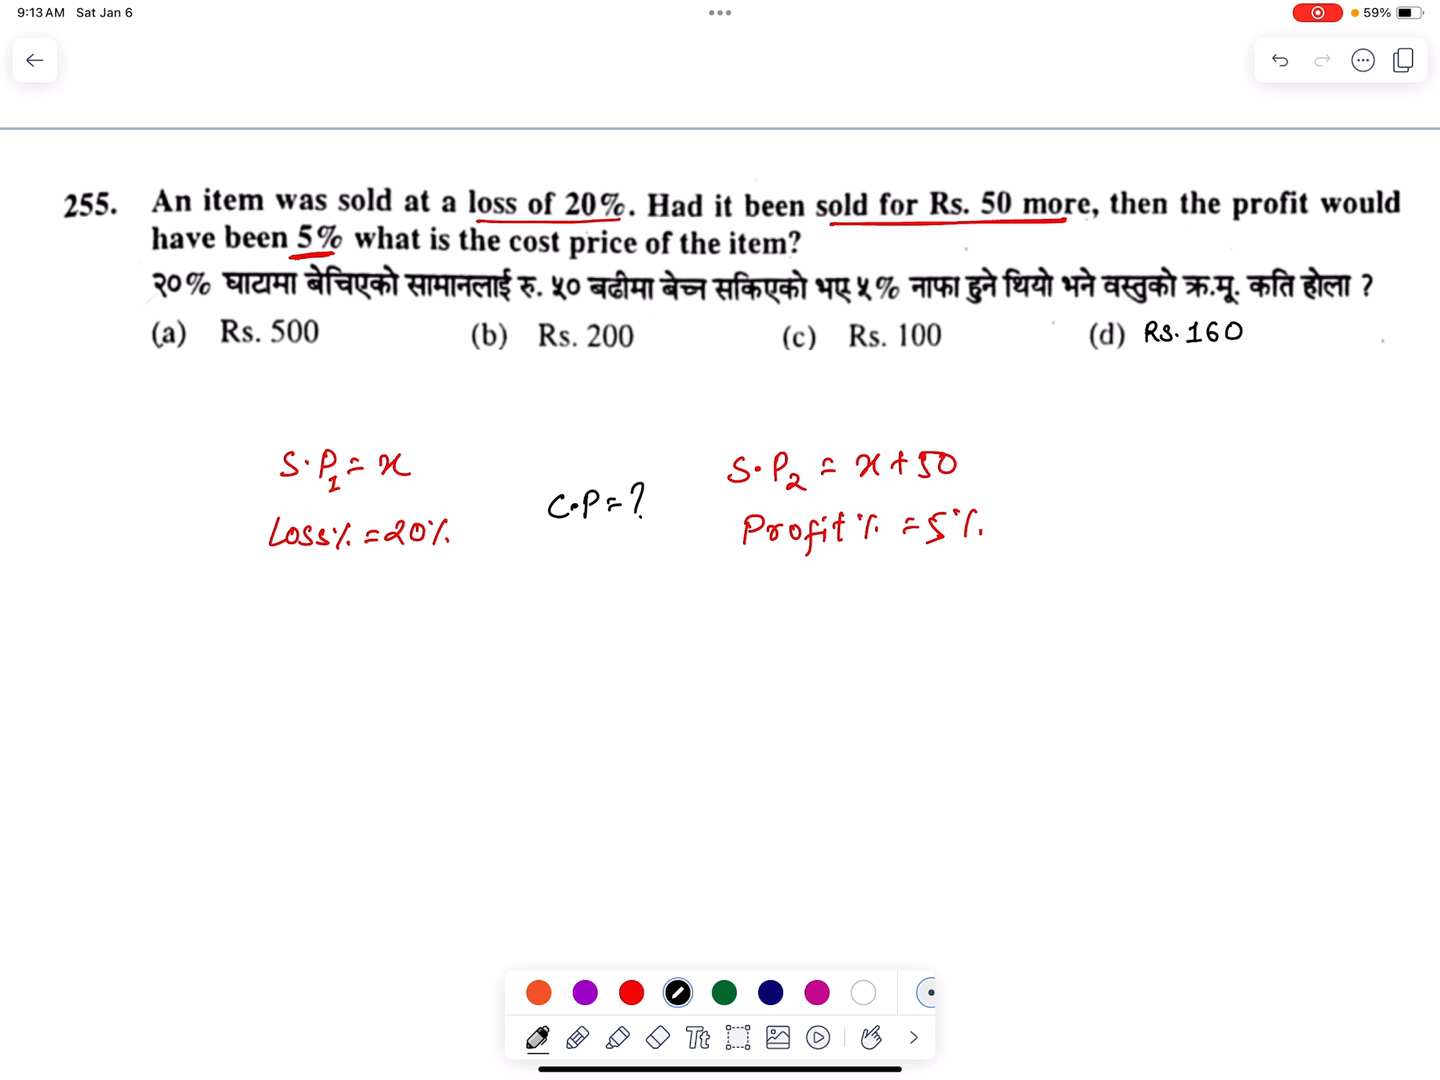 9:13 AM Sat Jan 6
59%
255. An item was sold at a loss of 20%. Had it been sold for Rs. 50 more, then the profit would
have been 5% what is the cost price of the item?
२०% घाटामा बेचिएको सामानलाई रु. ५० बढीमा बेच्न सकिएको भए ५% नाफा हुने थियो भने वस्तुको क्र.मू. कति होला ?
(a) Rs. 500 (b) Rs. 200 (c) Rs. 100 (d) Rs. 160
S.P₁ = x
S.P₂ = x + 50
C.P = ?
Loss% = 20%
Profit% = 5%
Tt